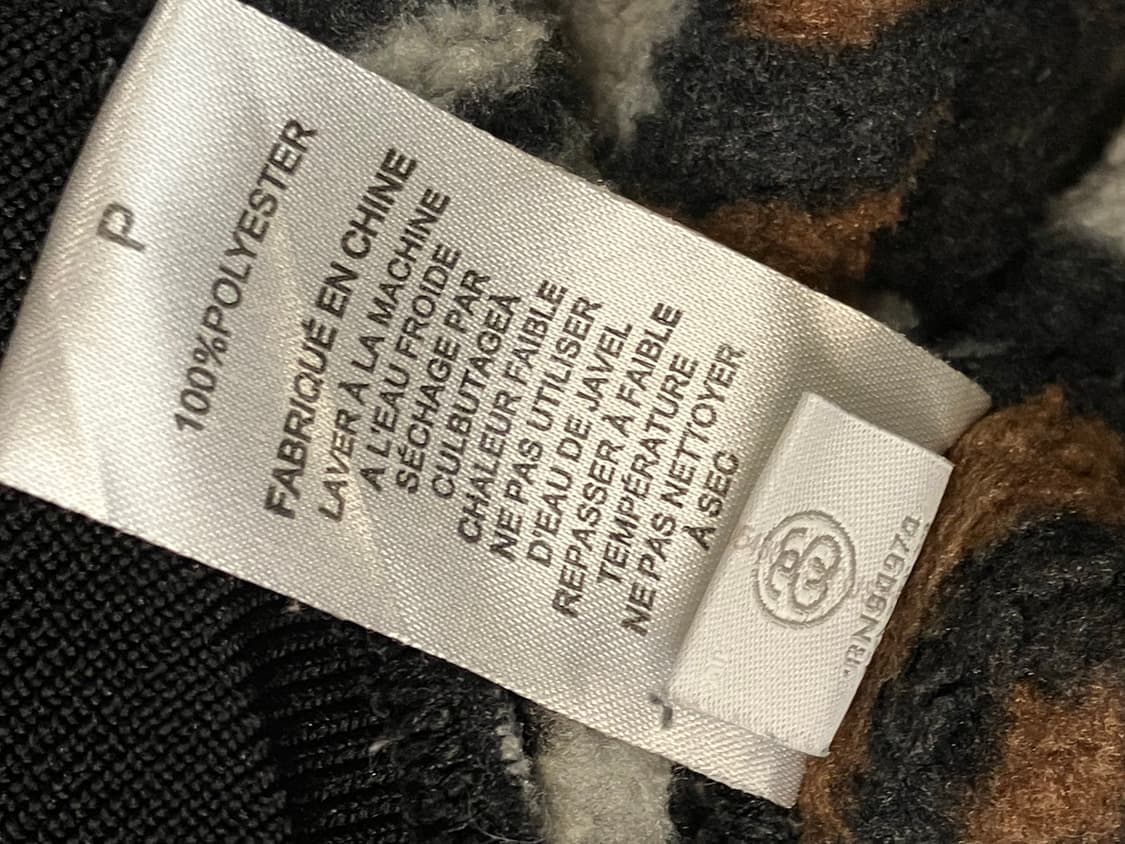 P
100%POLYESTER
FABRIQUÉ EN CHINE
LAVER À LA MACHINE
A L'EAU FROIDE
SÉCHAGE PAR
CULBUTAGEÀ
CHALEUR FAIBLE
NE PAS UTILISER
D'EAU DE JAVEL
REPASSER À FAIBLE
TEMPÉRATURE
NE PAS NETTOYER
À SEC